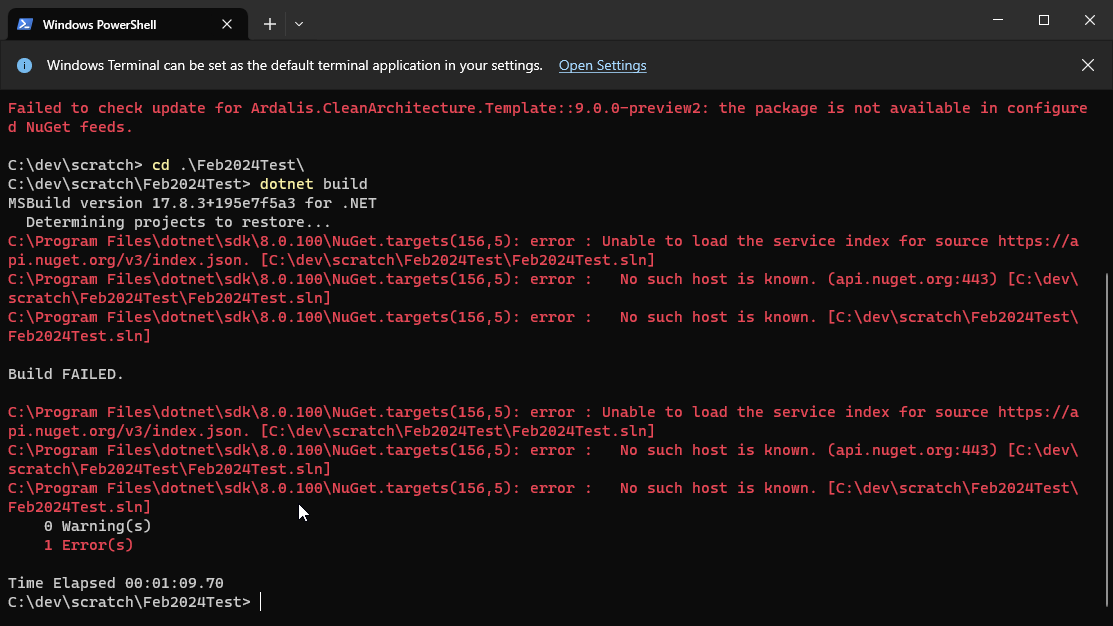 Windows PowerShell
Windows Terminal can be set as the default terminal application in your settings. Open Settings
Failed to check update for Ardalis.CleanArchitecture.Template::9.0.0-preview2: the package is not available in configure
d NuGet feeds.
C:\dev\scratch> cd .\Feb2024Test\
C:\dev\scratch\Feb2024Test> dotnet build
MSBuild version 17.8.3+195e7f5a3 for .NET
  Determining projects to restore...
C:\Program Files\dotnet\sdk\8.0.100\NuGet.targets(156,5): error : Unable to load the service index for source https://a
pi.nuget.org/v3/index.json. [C:\dev\scratch\Feb2024Test\Feb2024Test.sln]
C:\Program Files\dotnet\sdk\8.0.100\NuGet.targets(156,5): error :   No such host is known. (api.nuget.org:443) [C:\dev\
scratch\Feb2024Test\Feb2024Test.sln]
C:\Program Files\dotnet\sdk\8.0.100\NuGet.targets(156,5): error :   No such host is known. [C:\dev\scratch\Feb2024Test\
Feb2024Test.sln]
Build FAILED.
C:\Program Files\dotnet\sdk\8.0.100\NuGet.targets(156,5): error : Unable to load the service index for source https://a
pi.nuget.org/v3/index.json. [C:\dev\scratch\Feb2024Test\Feb2024Test.sln]
C:\Program Files\dotnet\sdk\8.0.100\NuGet.targets(156,5): error :   No such host is known. (api.nuget.org:443) [C:\dev\
scratch\Feb2024Test\Feb2024Test.sln]
C:\Program Files\dotnet\sdk\8.0.100\NuGet.targets(156,5): error :   No such host is known. [C:\dev\scratch\Feb2024Test\
Feb2024Test.sln]
    0 Warning(s)
    1 Error(s)
Time Elapsed 00:01:09.70
C:\dev\scratch\Feb2024Test>